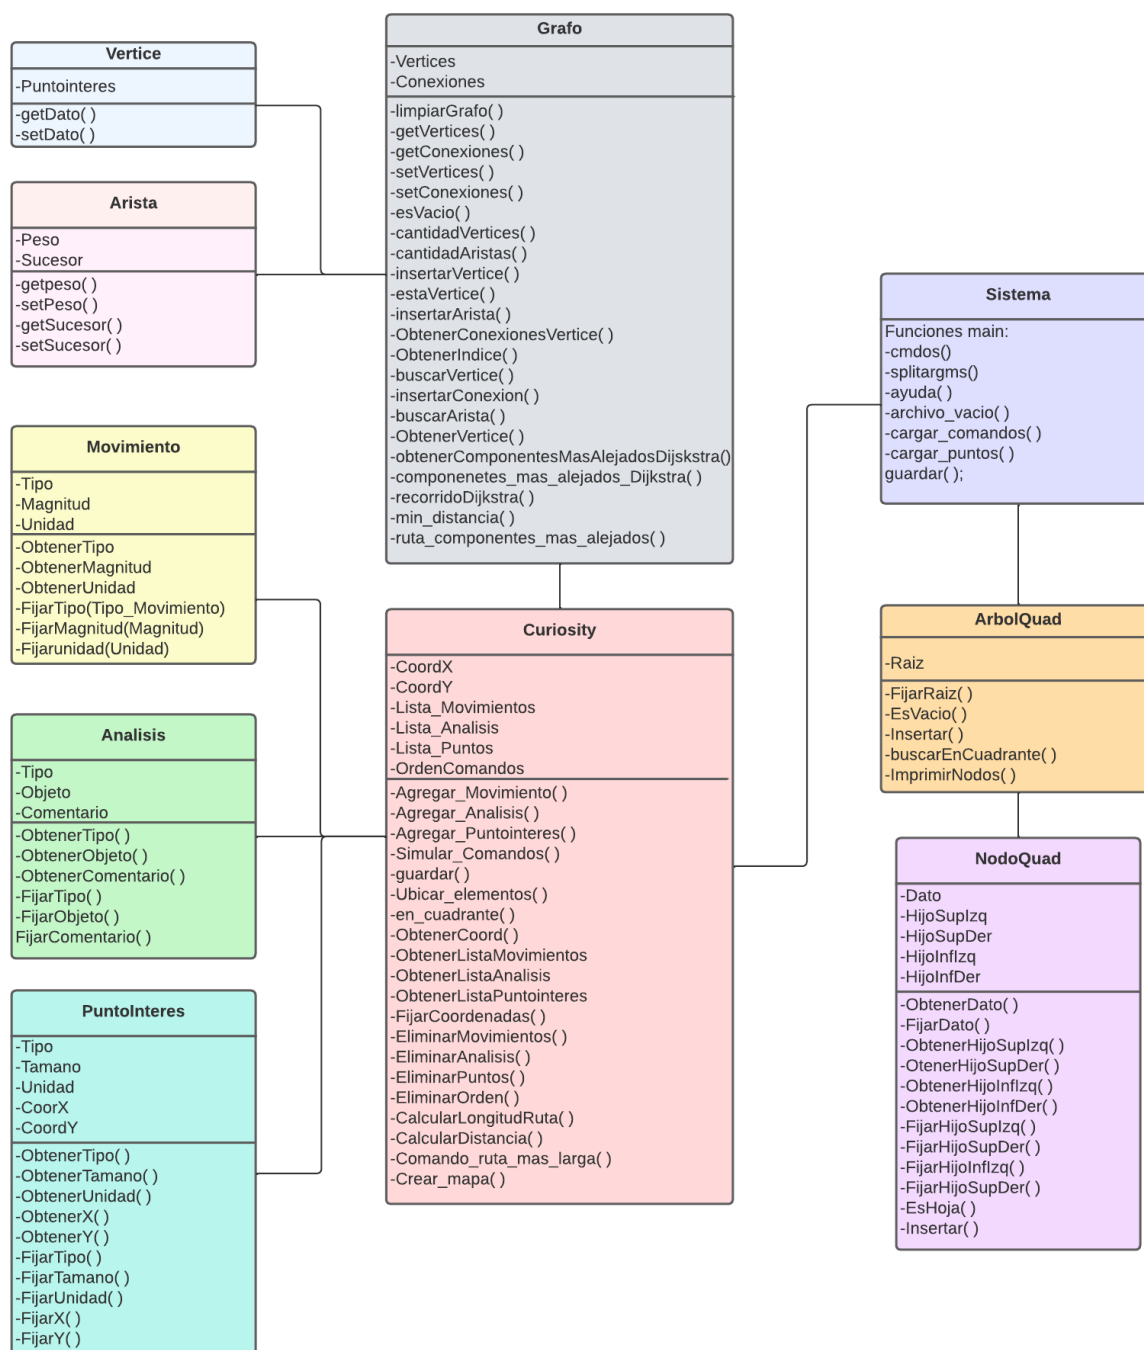 Vertice
-Puntointeres
-getDato( )
-setDato( )
Arista
-Peso
-Sucesor
-getpeso( )
-setPeso( )
-getSucesor( )
-setSucesor( )
Movimiento
-Tipo
-Magnitud
-Unidad
-ObtenerTipo
-ObtenerMagnitud
-ObtenerUnidad
-FijarTipo(Tipo_Movimiento)
-FijarMagnitud(Magnitud)
-Fijarunidad(Unidad)
Analisis
-Tipo
-Objeto
-Comentario
-ObtenerTipo( )
-ObtenerObjeto( )
-ObtenerComentario( )
-FijarTipo( )
-FijarObjeto( )
FijarComentario( )
PuntoInteres
-Tipo
-Tamano
-Unidad
-CoorX
-CoordY
-ObtenerTipo( )
-ObtenerTamano( )
-ObtenerUnidad( )
-ObtenerX( )
-ObtenerY( )
-FijarTipo( )
-FijarTamano( )
-FijarUnidad( )
-FijarX( )
-FijarY( )
Grafo
-Vertices
-Conexiones
-limpiarGrafo( )
-getVertices( )
-getConexiones( )
-setVertices( )
-setConexiones( )
-esVacio( )
-cantidadVertices( )
-cantidadAristas( )
-insertarVertice( )
-estaVertice( )
-insertarArista( )
-ObtenerConexionesVertice( )
-ObtenerIndice( )
-buscarVertice( )
-insertarConexion( )
-buscarArista( )
-ObtenerVertice( )
-obtenerComponentesMasAlejadosDijskstra()
-componenetes_mas_alejados_Dijkstra( )
-recorridoDijkstra( )
-min_distancia( )
-ruta_componentes_mas_alejados( )
Curiosity
-CoordX
-CoordY
-Lista_Movimientos
-Lista_Analisis
-Lista_Puntos
-OrdenComandos
-Agregar_Movimiento( )
-Agregar_Analisis( )
-Agregar_Puntointeres( )
-Simular_Comandos( )
-guardar( )
-Ubicar_elementos( )
-en_cuadrante( )
-ObtenerCoord( )
-ObtenerListaMovimientos
-ObtenerListaAnalisis
-ObtenerListaPuntointeres
-FijarCoordenadas( )
-EliminarMovimientos( )
-EliminarAnalisis( )
-EliminarPuntos( )
-EliminarOrden( )
-CalcularLongitudRuta( )
-CalcularDistancia( )
-Comando_ruta_mas_larga( )
-Crear_mapa( )
Sistema
Funciones main:
-cmdos()
-splitargms()
-ayuda( )
-archivo_vacio( )
-cargar_comandos( )
-cargar_puntos( )
guardar( );
ArbolQuad
-Raiz
-FijarRaiz( )
-EsVacio( )
-Insertar( )
-buscarEnCuadrante( )
-ImprimirNodos( )
NodoQuad
-Dato
-HijoSupIzq
-HijoSupDer
-HijoInfIzq
-HijoInfDer
-ObtenerDato( )
-FijarDato( )
-ObtenerHijoSupIzq( )
-OtenerHijoSupDer( )
-ObtenerHijoInfIzq( )
-ObtenerHijoInfDer( )
-FijarHijoSupIzq( )
-FijarHijoSupDer( )
-FijarHijoInfIzq( )
-FijarHijoSupDer( )
-EsHoja( )
-Insertar( )